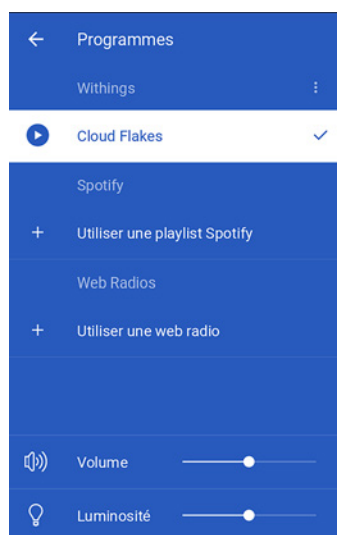 Programmes
Withings
Cloud Flakes
Spotify
Utiliser une playlist Spotify
Web Radios
Utiliser une web radio
Volume
Luminosité